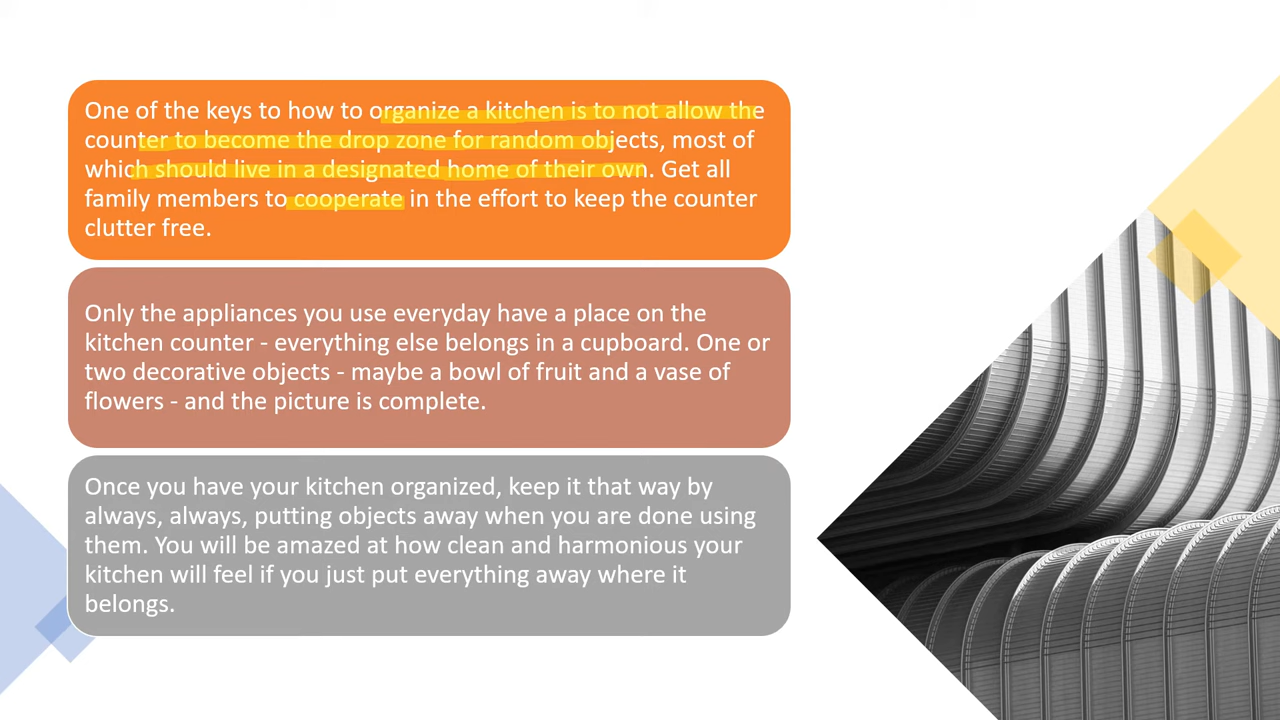 One of the keys to how to organize a kitchen is to not allow the
counter to become the drop zone for random objects, most of
which should live in a designated home of their own. Get all
family members to cooperate in the effort to keep the counter
clutter free.
Only the appliances you use everyday have a place on the
kitchen counter - everything else belongs in a cupboard. One or
two decorative objects - maybe a bowl of fruit and a vase of
flowers - and the picture is complete.
Once you have your kitchen organized, keep it that way by
always, always, putting objects away when you are done using
them. You will be amazed at how clean and harmonious your
kitchen will feel if you just put everything away where it
belongs.